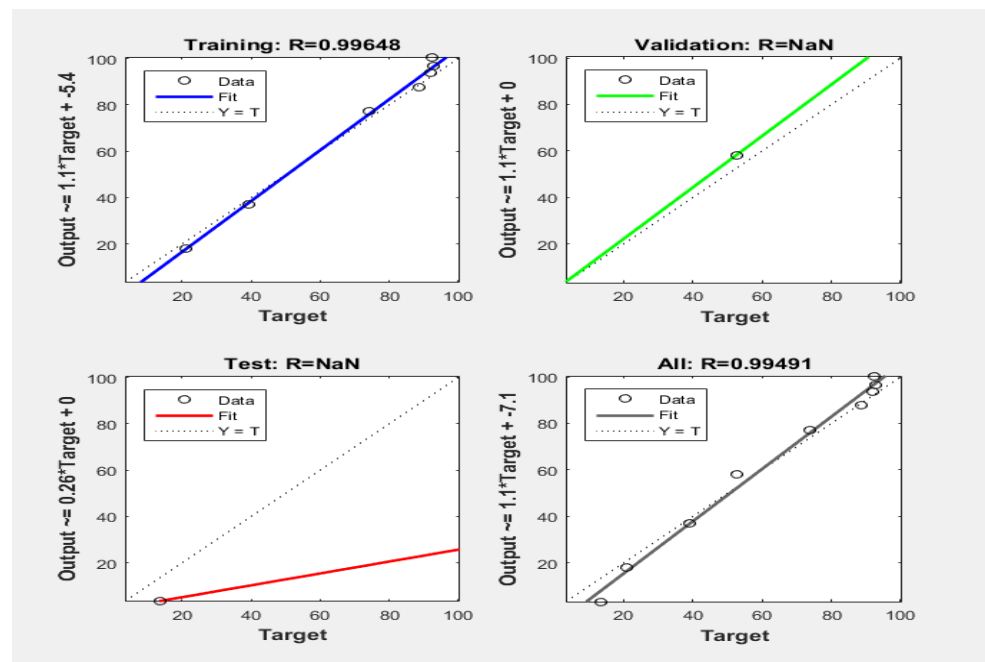 Training: R=0.99648
Output ~= 1.1*Target + -5.4
100
80
60
40
20
Data
Fit
Y = T
20 40 60 80 100
Target
Validation: R=NaN
Output ~= 1.1*Target + 0
100
80
60
40
20
Data
Fit
Y = T
20 40 60 80 100
Target
Test: R=NaN
Output ~= 0.26*Target + 0
100
80
60
40
20
Data
Fit
Y = T
20 40 60 80 100
Target
All: R=0.99491
Output ~= 1.1*Target + -7.1
100
80
60
40
20
Data
Fit
Y = T
20 40 60 80 100
Target